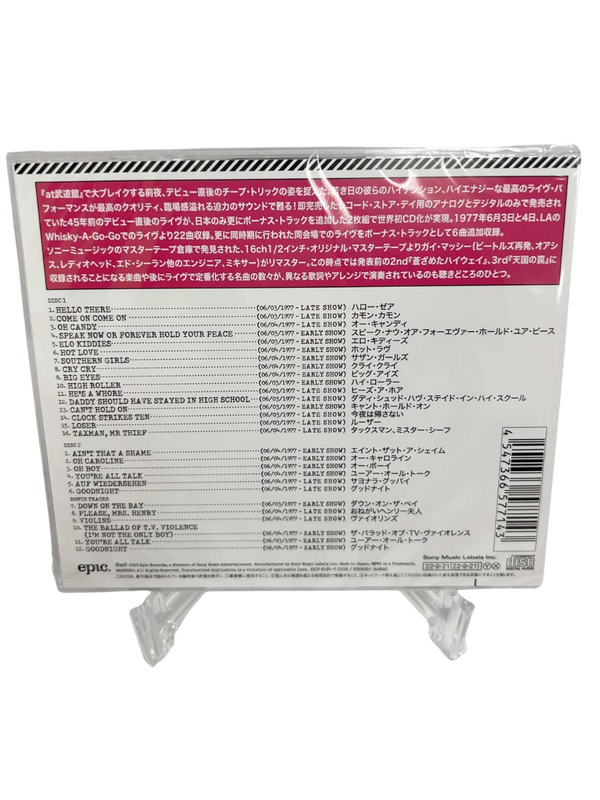 『at武道館』で大ブレイクする前夜、デビュー直後のチープ・トリックの姿を捉えた、若き日の彼らのハイテンション、ハイエナジーな最高のライヴ・パ
フォーマンスが最高のクオリティ、臨場感溢れる迫力のサウンドで甦る!即完売した レコード・ストア・デイ用のアナログとデジタルのみで発売され
ていた45年前のデビュー直後のライヴが、日本のみ更にボーナス・トラックを追加した2枚組で世界初CD化が実現。1977年6月3日と4日、LAの
Whisky-A-Go-Goでのライヴより22曲収録。更に同時期に行われた同会場でのライヴをボーナス・トラックとして6曲追加収録。
ソニーミュージックのマスターテープ倉庫で発見された、16ch1/2インチ・オリジナル・マスターテープよりガイ・マッシー(ビートルズ再発、オアシ
ス、レディオヘッド、エド・シーラン他のエンジニア、ミキサー)がリマスター。この時点では発表前の2nd『蒼ざめたハイウェイ』、3rd『天国の罠』に
収録されることになる楽曲や後にライヴで定番化する名曲の数々が、異なる歌詞やアレンジで演奏されているのも聴きどころのひとつ。
DISC 1
1. HELLO THERE (06/03/1977 - LATE SHOW) ハロー・ゼア
2. COME ON COME ON (06/03/1977 - LATE SHOW) カモン・カモン
3. OH CANDY (06/03/1977 - LATE SHOW) オー・キャンディ
4. SPEAK NOW OR FOREVER HOLD YOUR PEACE (06/03/1977 - EARLY SHOW) スピーク・ナウ・オア・フォーエヴァー・ホールド・ユア・ピース
5. ELO KIDDIES (06/03/1977 - EARLY SHOW) エロ・キディーズ
6. HOT LOVE (06/04/1977 - EARLY SHOW) ホット・ラヴ
7. SOUTHERN GIRLS (06/03/1977 - LATE SHOW) サザン・ガールズ
8. CRY CRY (06/04/1977 - EARLY SHOW) クライ・クライ
9. BIG EYES (06/03/1977 - LATE SHOW) ビッグ・アイズ
10. HIGH ROLLER (06/03/1977 - EARLY SHOW) ハイ・ローラー
11. HE'S A WHORE (06/03/1977 - LATE SHOW) ヒーズ・ア・ホア
12. DADDY SHOULD HAVE STAYED IN HIGH SCHOOL (06/04/1977 - EARLY SHOW) ダディ・シュッド・ハヴ・ステイド・イン・ハイ・スクール
13. CAN'T HOLD ON (06/03/1977 - EARLY SHOW) キャント・ホールド・オン
14. CLOCK STRIKES TEN (06/03/1977 - LATE SHOW) 今夜は帰さない
15. LOSER (06/03/1977 - LATE SHOW) ルーザー
16. TAXMAN, MR THIEF (06/04/1977 - LATE SHOW) タックスマン、ミスター・シーフ
DISC 2
1. AIN'T THAT A SHAME (06/04/1977 - EARLY SHOW) エイント・ザット・ア・シェイム
2. OH CAROLINE (06/04/1977 - EARLY SHOW) オー・キャロライン
3. OH BOY (06/04/1977 - EARLY SHOW) オー・ボーイ
4. YOU'RE ALL TALK (06/03/1977 - EARLY SHOW) ユーアー・オール・トーク
5. AUF WIEDERSEHEN (06/04/1977 - LATE SHOW) サヨナラ・グッバイ
6. GOODNIGHT (06/03/1977 - LATE SHOW) グッドナイト
BONUS TRACKS
7. DOWN ON THE BAY (06/04/1977 - LATE SHOW) ダウン・オン・ザ・ベイ
8. PLEASE, MRS. HENRY (06/04/1977 - LATE SHOW) おねがいヘンリー夫人
9. VIOLINS (06/04/1977 - LATE SHOW) ヴァイオリンズ
10. THE BALLAD OF T.V. VIOLENCE
(I'M NOT THE ONLY BOY) (06/03/1977 - EARLY SHOW) ザ・バラッド・オブ・TV・ヴァイオレンス
11. YOU'RE ALL TALK (06/04/1977 - EARLY SHOW) ユーアー・オール・トーク
12. GOODNIGHT (06/04/1977 - EARLY SHOW) グッドナイト
4547366577143
Sony Music Labels Inc.
22-9-21 (22-9-21) Y X
COMPACT disc DIGITAL AUDIO
epic.